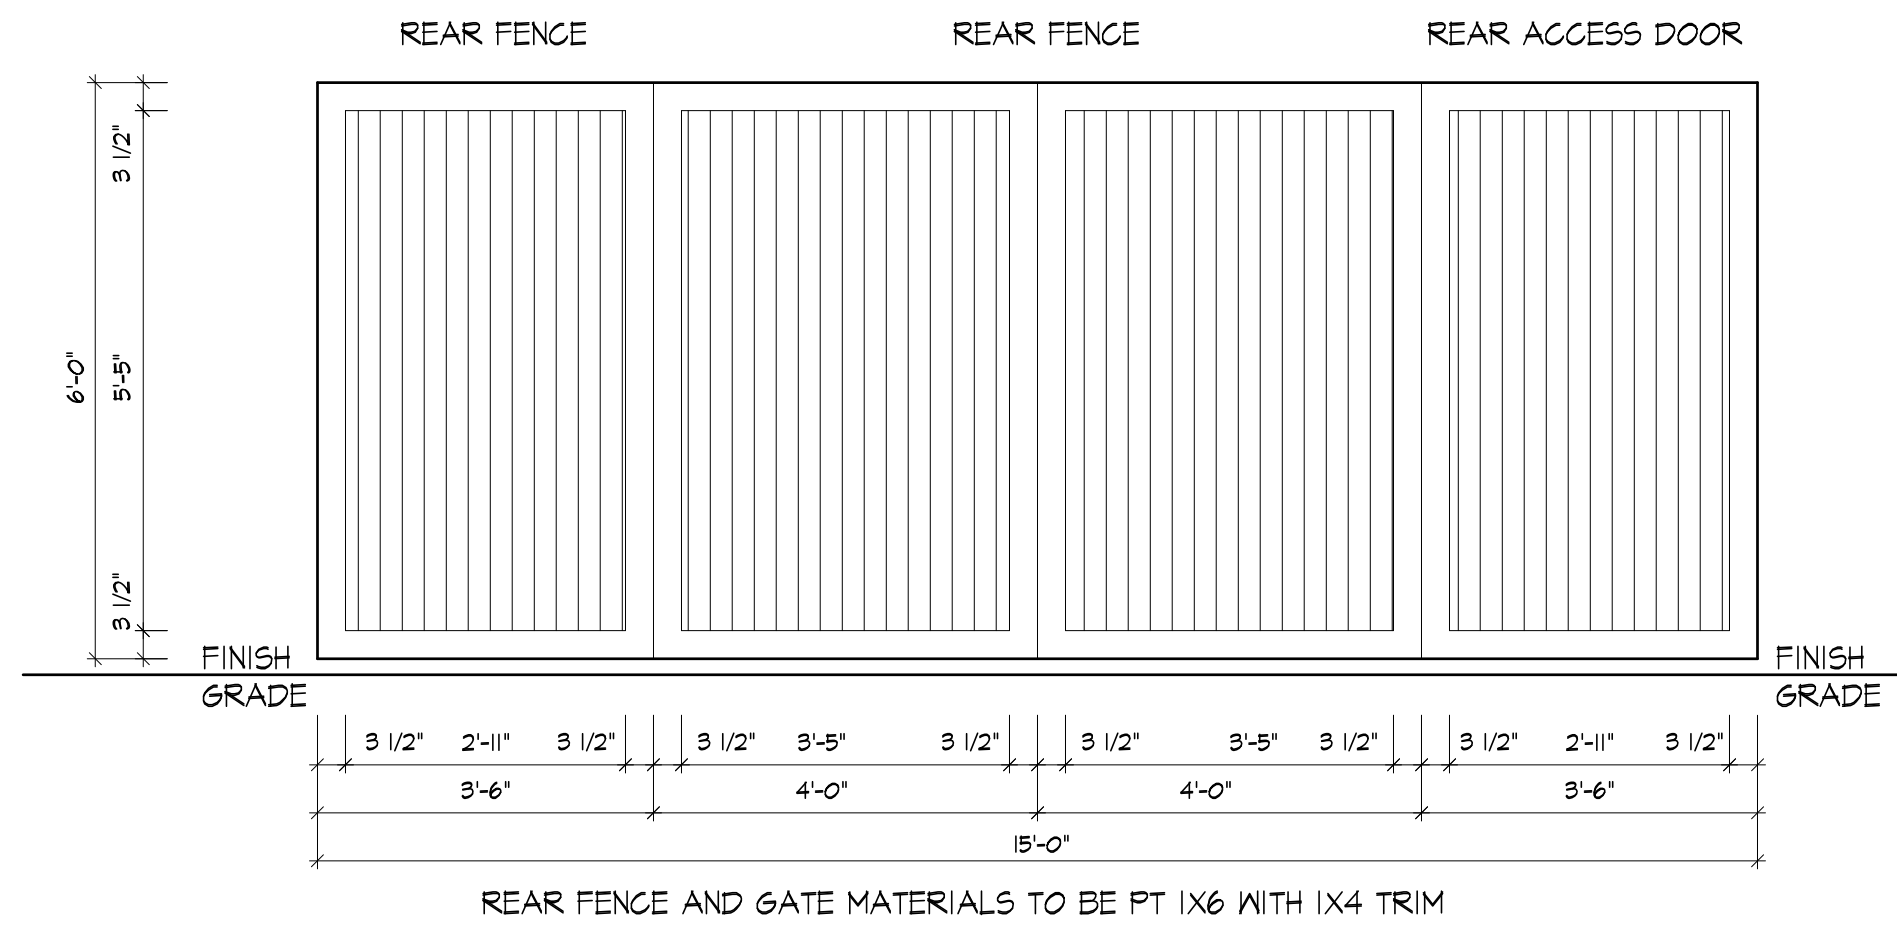 REAR FENCE
REAR FENCE
REAR ACCESS DOOR
3 1/2"
6'-0"
5'-5"
3 1/2"
FINISH
GRADE
FINISH
GRADE
3 1/2" 2'-11" 3 1/2" 3 1/2" 3'-5" 3 1/2" 3 1/2" 3'-5" 3 1/2" 3 1/2" 2'-11" 3 1/2"
3'-6" 4'-0" 4'-0" 3'-6"
15'-0"
REAR FENCE AND GATE MATERIALS TO BE PT 1X6 WITH 1X4 TRIM